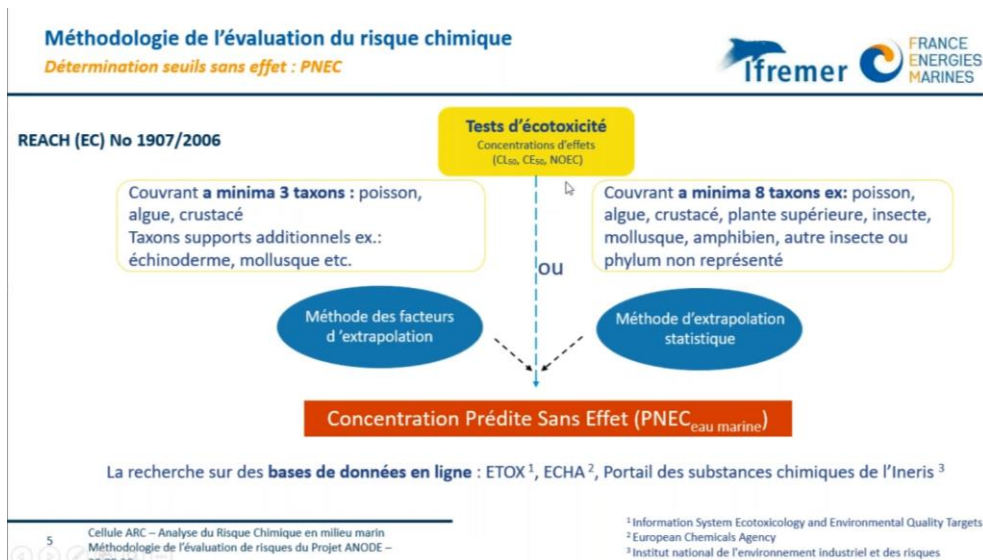 Méthodologie de l'évaluation du risque chimique
Détermination seuils sans effet : PNEC
Ifremer
FRANCE
ENERGIES
MARINES
REACH (EC) No 1907/2006
Tests d'écotoxicité
Concentrations d'effets
(CL₅₀, CE₅₀, NOEC)
Couvrant a minima 3 taxons : poisson,
algue, crustacé
Taxons supports additionnels ex.:
échinoderme, mollusque etc.
Couvrant a minima 8 taxons ex: poisson,
algue, crustacé, plante supérieure, insecte,
mollusque, amphibien, autre insecte ou
phylum non représenté
ou
Méthode des facteurs
d 'extrapolation
Méthode d'extrapolation
statistique
Concentration Prédite Sans Effet (PNEC eau marine)
La recherche sur des bases de données en ligne : ETOX ¹, ECHA ², Portail des substances chimiques de l'Ineris ³
5
Cellule ARC – Analyse du Risque Chimique en milieu marin
Méthodologie de l'évaluation de risques du Projet ANODE –
¹ Information System Ecotoxicology and Environmental Quality Targets
² European Chemicals Agency
³ Institut national de l'environnement industriel et des risques